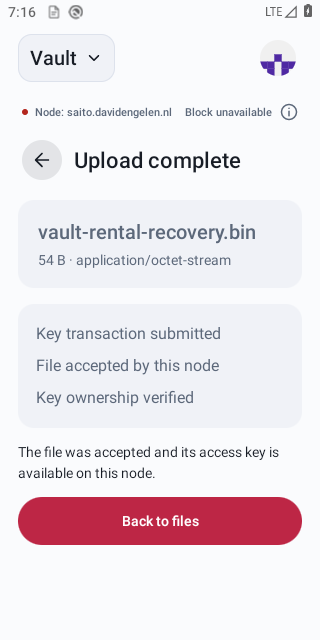 7:16
LTE
Vault
Node: saito.davidengelen.nl Block unavailable
Upload complete
vault-rental-recovery.bin
54 B · application/octet-stream
Key transaction submitted
File accepted by this node
Key ownership verified
The file was accepted and its access key is
available on this node.
Back to files